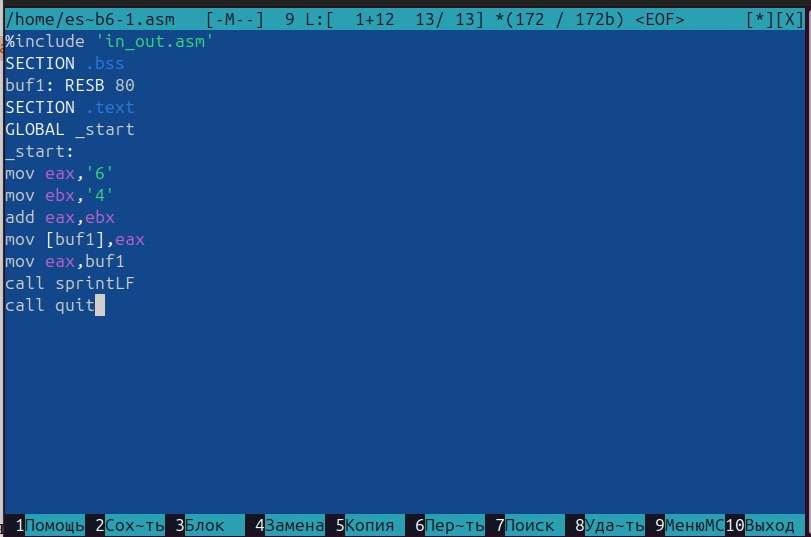 /home/es~b6-1.asm   [-M--]  9 L:[  1+12  13/ 13] *(172 / 172b) <EOF>      [*][X]
%include 'in_out.asm'
SECTION .bss
buf1: RESB 80
SECTION .text
GLOBAL _start
_start:
mov eax,'6'
mov ebx,'4'
add eax,ebx
mov [buf1],eax
mov eax,buf1
call sprintLF
call quit
1Помощь 2Сох~ть 3Блок 4Замена 5Копия 6Пер~ть 7Поиск 8Уда~ть 9МенюMC 10Выход